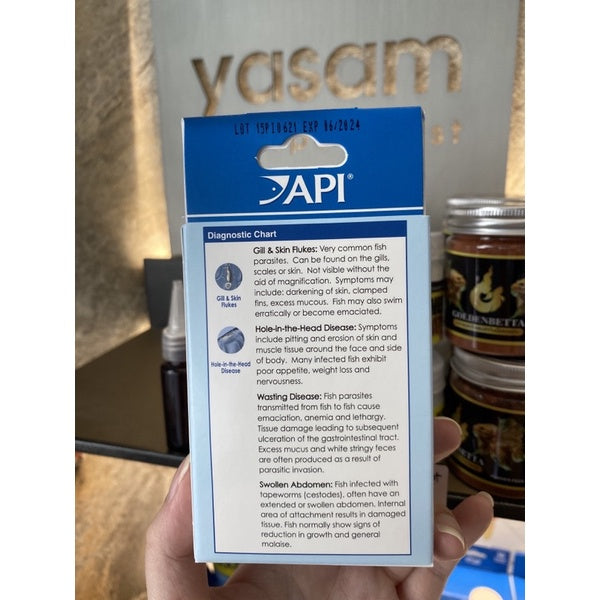 yasam
LOT 15P10621 EXP 06/2024
API®
Diagnostic Chart
Gill & Skin Flukes: Very common fish
parasites. Can be found on the gills,
scales or skin. Not visible without the
aid of magnification. Symptoms may
include: darkening of skin, clamped
fins, excess mucous. Fish may also swim
erratically or become emaciated.
Gill & Skin
Flukes
Hole-in-the-Head Disease: Symptoms
include pitting and erosion of skin and
muscle tissue around the face and side
of body. Many infected fish exhibit
poor appetite, weight loss and
nervousness.
Hole-in-the-Head
Disease
Wasting Disease: Fish parasites
transmitted from fish to fish cause
emaciation, anemia and lethargy.
Tissue damage leading to subsequent
ulceration of the gastrointestinal tract.
Excess mucus and white stringy feces
are often produced as a result of
parasitic invasion.
Swollen Abdomen: Fish infected with
tapeworms (cestodes), often have an
extended or swollen abdomen. Internal
area of attachment results in damaged
tissue. Fish normally show signs of
reduction in growth and general
malaise.
GOLDENBETTA